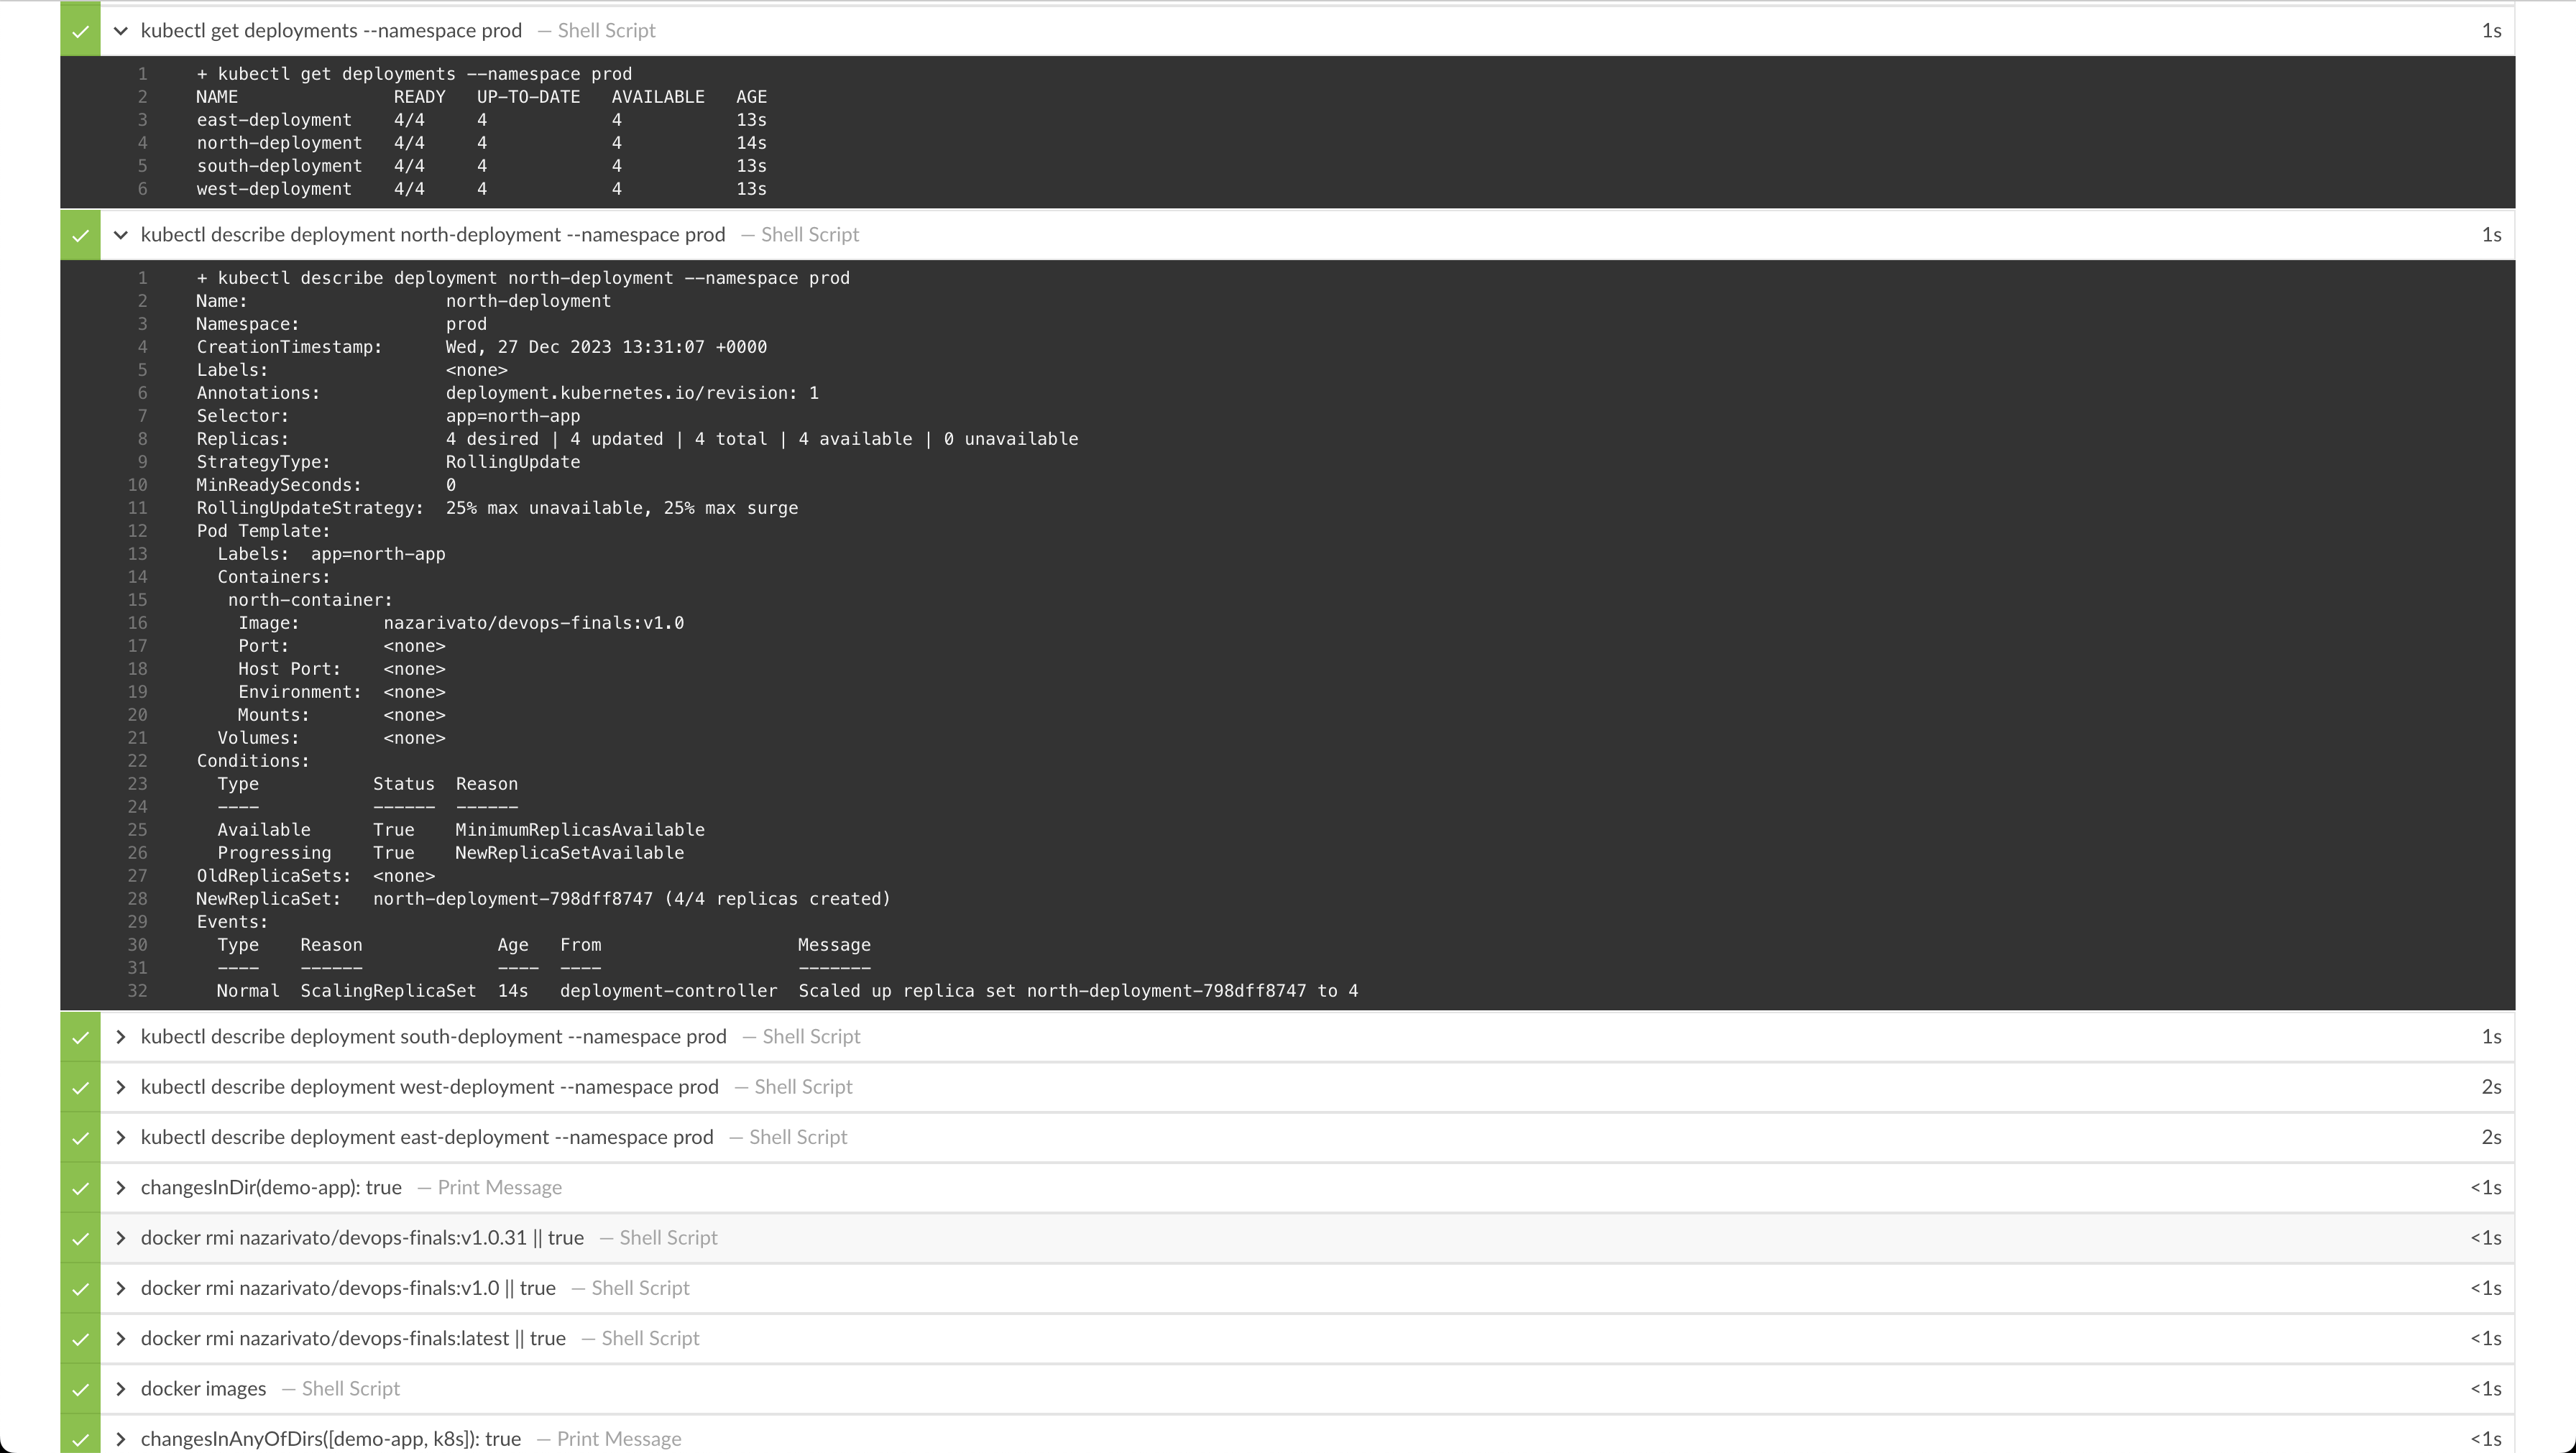 kubectl get deployments --namespace prod — Shell Script 1s
1 + kubectl get deployments --namespace prod
2 NAME READY UP-TO-DATE AVAILABLE AGE
3 east-deployment 4/4 4 4 13s
4 north-deployment 4/4 4 4 14s
5 south-deployment 4/4 4 4 13s
6 west-deployment 4/4 4 4 13s
kubectl describe deployment north-deployment --namespace prod — Shell Script 1s
1 + kubectl describe deployment north-deployment --namespace prod
2 Name: north-deployment
3 Namespace: prod
4 CreationTimestamp: Wed, 27 Dec 2023 13:31:07 +0000
5 Labels: <none>
6 Annotations: deployment.kubernetes.io/revision: 1
7 Selector: app=north-app
8 Replicas: 4 desired | 4 updated | 4 total | 4 available | 0 unavailable
9 StrategyType: RollingUpdate
10 MinReadySeconds: 0
11 RollingUpdateStrategy: 25% max unavailable, 25% max surge
12 Pod Template:
13 Labels: app=north-app
14 Containers:
15 north-container:
16 Image: nazarivato/devops-finals:v1.0
17 Port: <none>
18 Host Port: <none>
19 Environment: <none>
20 Mounts: <none>
21 Volumes: <none>
22 Conditions:
23 Type Status Reason
24 ---- ------ ------
25 Available True MinimumReplicasAvailable
26 Progressing True NewReplicaSetAvailable
27 OldReplicaSets: <none>
28 NewReplicaSet: north-deployment-798dff8747 (4/4 replicas created)
29 Events:
30 Type Reason Age From Message
31 ---- ------ ---- ---- -------
32 Normal ScalingReplicaSet 14s deployment-controller Scaled up replica set north-deployment-798dff8747 to 4
kubectl describe deployment south-deployment --namespace prod — Shell Script 1s
kubectl describe deployment west-deployment --namespace prod — Shell Script 2s
kubectl describe deployment east-deployment --namespace prod — Shell Script 2s
changesInDir(demo-app): true — Print Message <1s
docker rmi nazarivato/devops-finals:v1.0.31 || true — Shell Script <1s
docker rmi nazarivato/devops-finals:v1.0 || true — Shell Script <1s
docker rmi nazarivato/devops-finals:latest || true — Shell Script <1s
docker images — Shell Script <1s
changesInAnyOfDirs([demo-app, k8s]): true — Print Message <1s